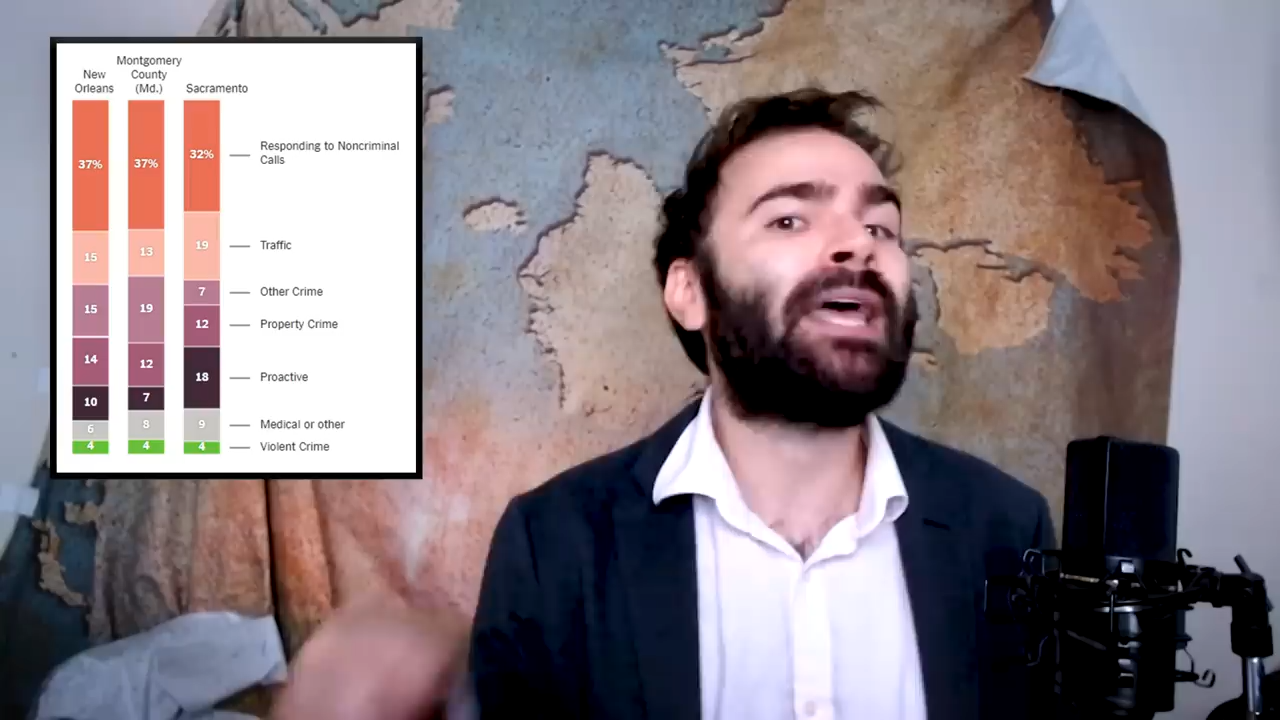 New Orleans
Montgomery County (Md.)
Sacramento
37%
37%
32%
Responding to Noncriminal
Calls
15
13
19
Traffic
15
19
7
Other Crime
14
12
12
Property Crime
10
7
18
Proactive
6
8
9
Medical or other
4
4
4
Violent Crime